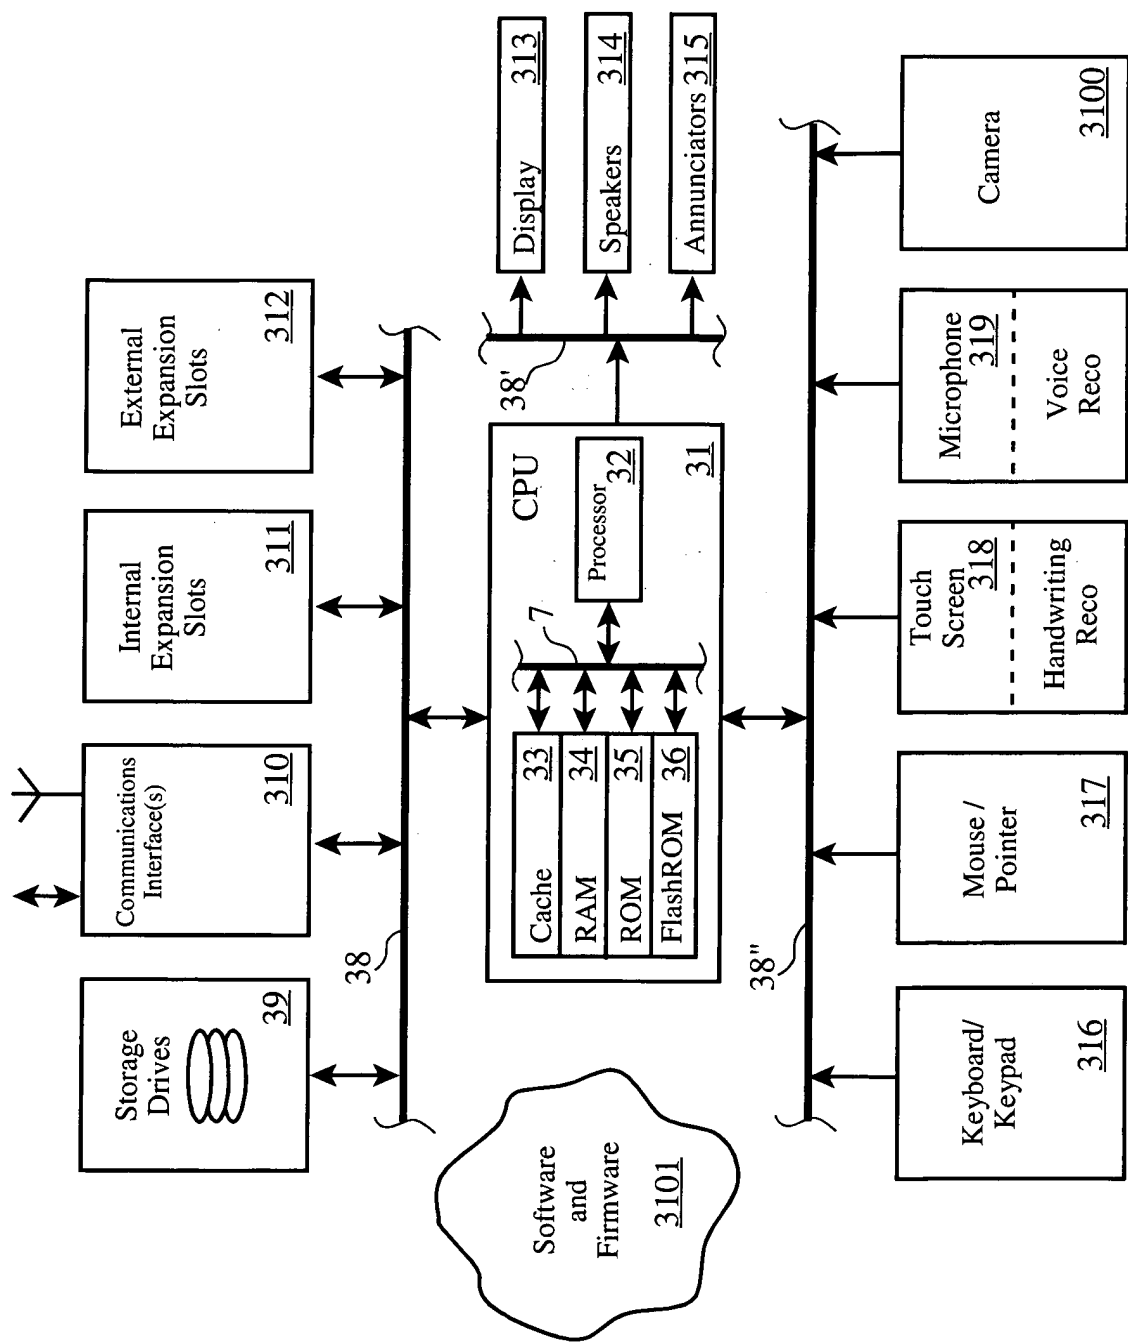 Storage
Drives
39
Communications
Interface(s)
310
Internal
Expansion
Slots
311
External
Expansion
Slots
312
38
CPU
31
Cache 33
RAM 34
ROM 35
FlashROM 36
7
Processor
32
38'
Display 313
Speakers 314
Annunciators 315
Software
and
Firmware
3101
38"
Keyboard/
Keypad
316
Mouse /
Pointer
317
Touch
Screen
318
Handwriting
Reco
Microphone
319
Voice
Reco
Camera
3100